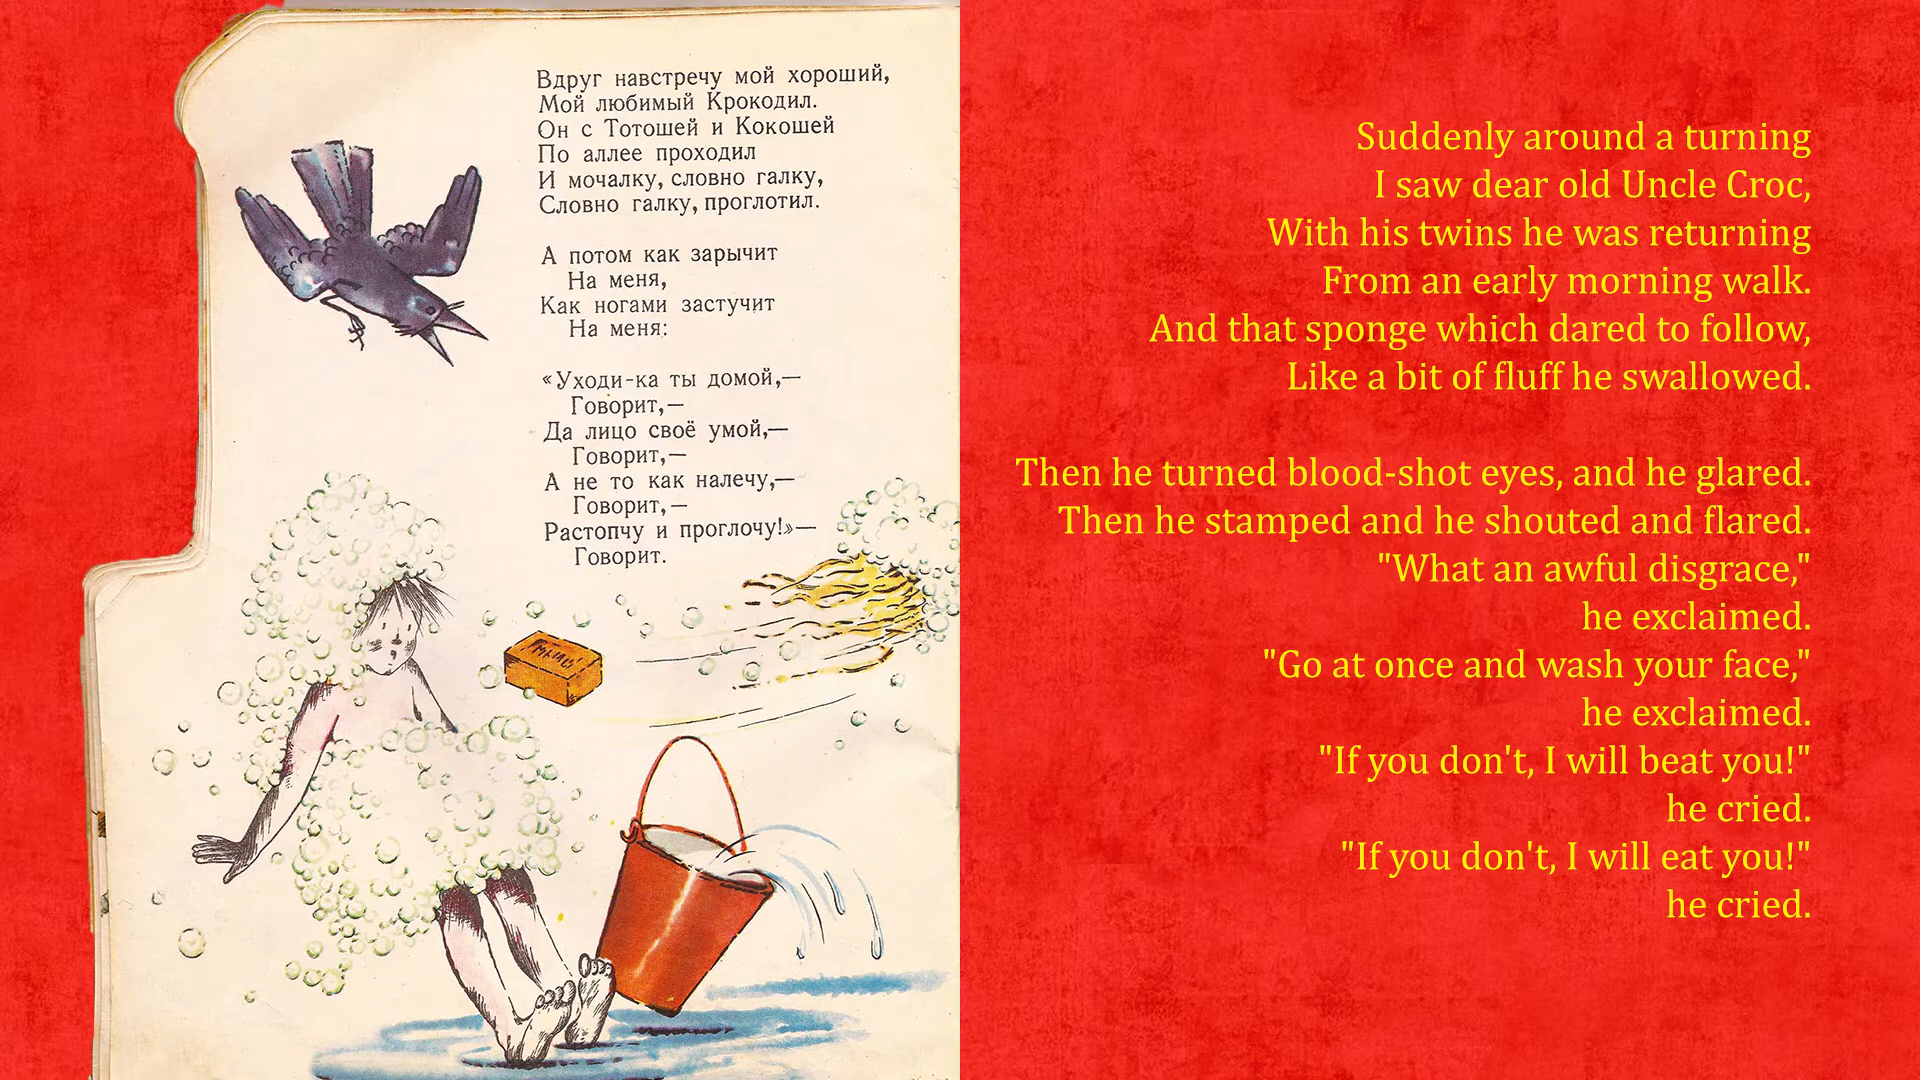 Вдруг навстречу мой хороший,
Мой любимый Крокодил.
Он с Тотошей и Кокошей
По аллее проходил
И мочалку, словно галку,
Словно галку, проглотил.
А потом как зарычит
На меня,
Как ногами застучит
На меня:
«Уходи-ка ты домой,—
Говорит,—
Да лицо своё умой,—
Говорит,—
А не то как налечу,—
Говорит,—
Растопчу и проглочу!»—
Говорит.
Suddenly around a turning
I saw dear old Uncle Croc,
With his twins he was returning
From an early morning walk.
And that sponge which dared to follow,
Like a bit of fluff he swallowed.
Then he turned blood-shot eyes, and he glared.
Then he stamped and he shouted and flared.
"What an awful disgrace,"
he exclaimed.
"Go at once and wash your face,"
he exclaimed.
"If you don't, I will beat you!"
he cried.
"If you don't, I will eat you!"
he cried.